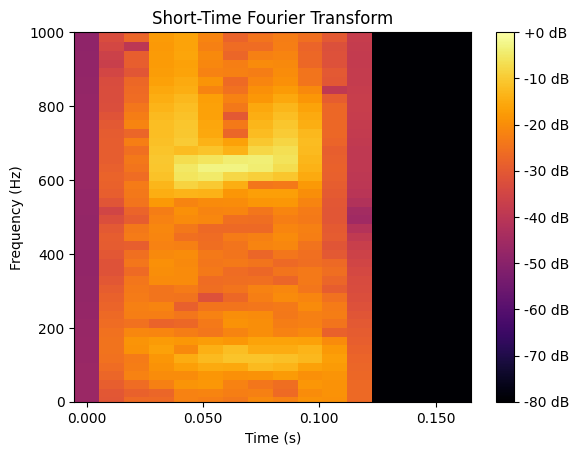 Short-Time Fourier Transform
1000
800
600
400
200
0
Frequency (Hz)
0.000
0.050
0.100
0.150
Time (s)
+0 dB
-10 dB
-20 dB
-30 dB
-40 dB
-50 dB
-60 dB
-70 dB
-80 dB